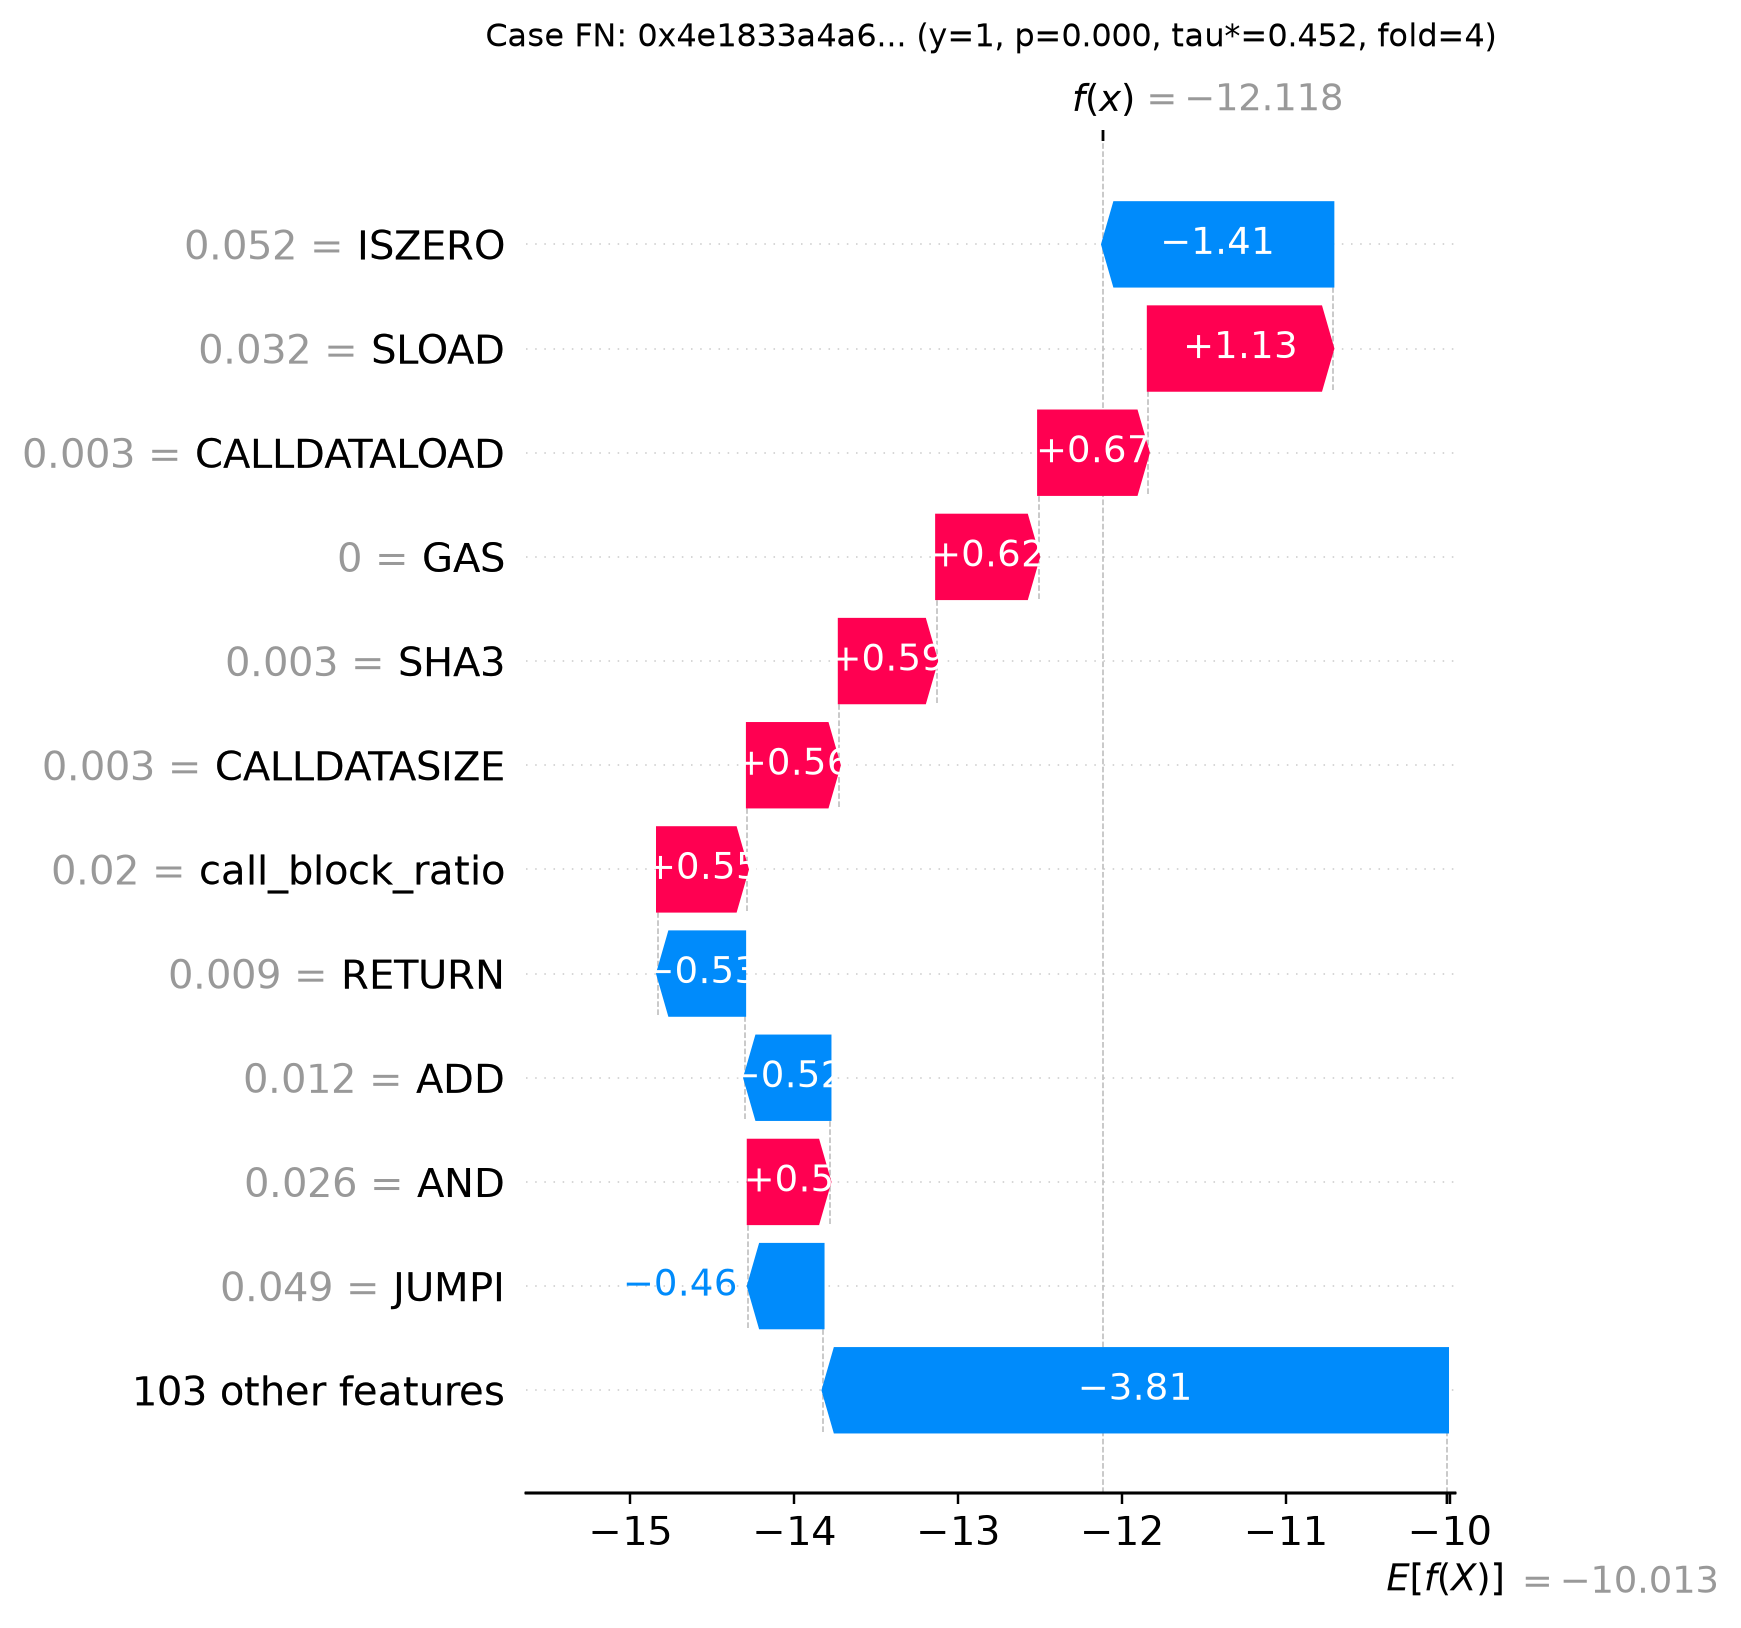 Case FN: 0x4e1833a4a6... (y=1, p=0.000, tau*=0.452, fold=4)
f(x) = −12.118
0.052 = ISZERO −1.41
0.032 = SLOAD +1.13
0.003 = CALLDATALOAD +0.67
0 = GAS +0.62
0.003 = SHA3 +0.59
0.003 = CALLDATASIZE +0.56
0.02 = call_block_ratio +0.55
0.009 = RETURN −0.53
0.012 = ADD −0.52
0.026 = AND +0.5
0.049 = JUMPI −0.46
103 other features −3.81
−15 −14 −13 −12 −11 −10
E[f(X)] = −10.013